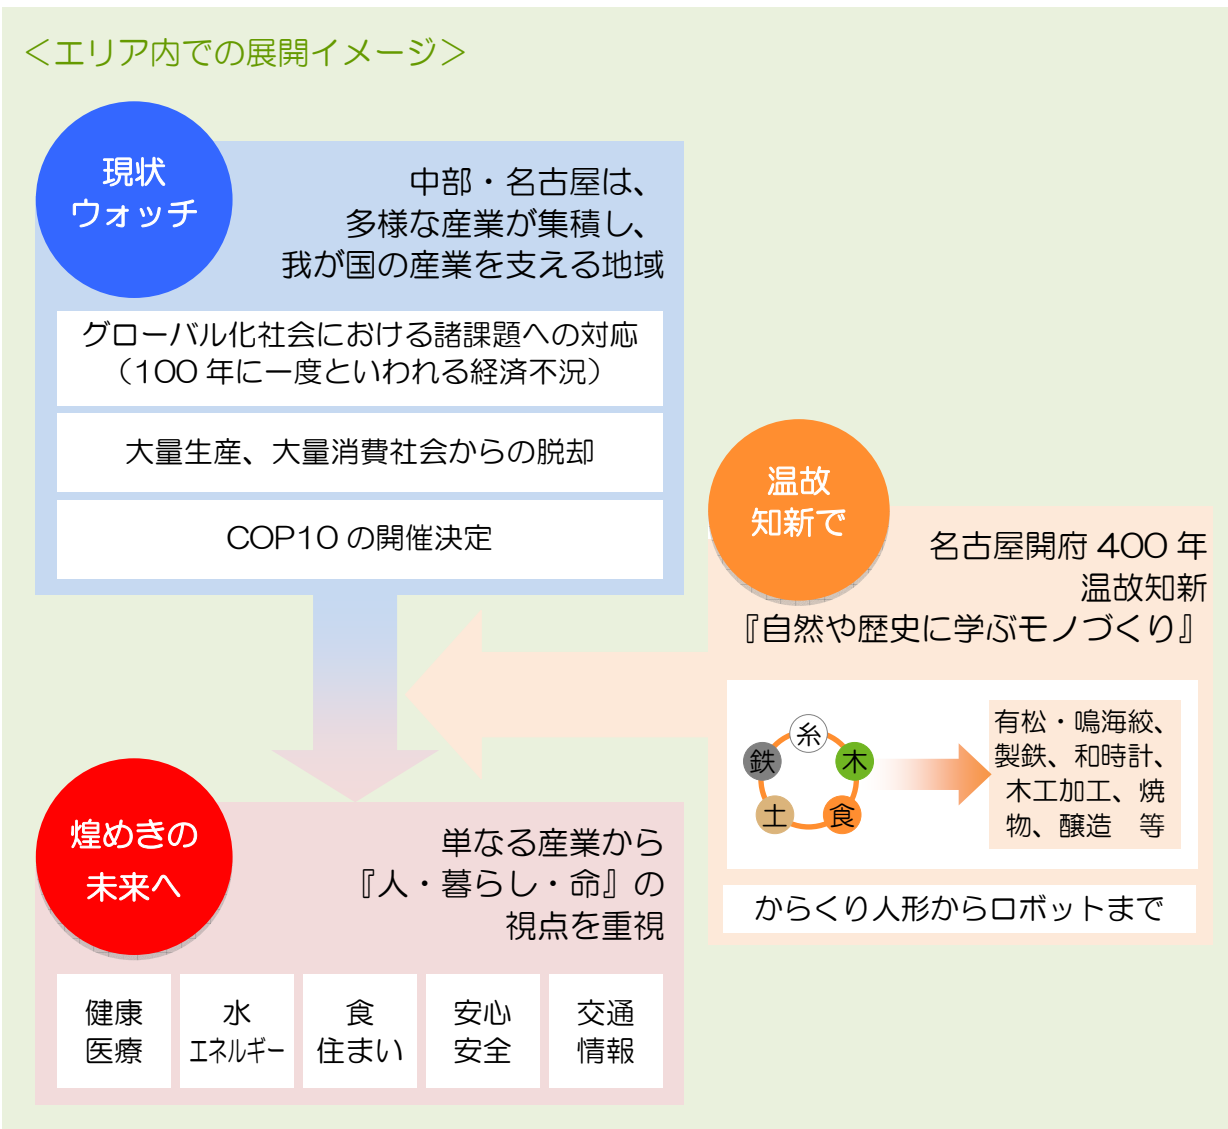 ＜エリア内での展開イメージ＞
現状
ウォッチ
中部・名古屋は、
多様な産業が集積し、
我が国の産業を支える地域
グローバル化社会における諸課題への対応
（100 年に一度といわれる経済不況）
大量生産、大量消費社会からの脱却
COP10 の開催決定
温故
知新で
名古屋開府 400 年
温故知新
『自然や歴史に学ぶモノづくり』
糸
鉄
木
土
食
有松・鳴海絞、
製鉄、和時計、
木工加工、焼
物、醸造　等
からくり人形からロボットまで
煌めきの
未来へ
単なる産業から
『人・暮らし・命』の
視点を重視
健康
医療
水
エネルギー
食
住まい
安心
安全
交通
情報